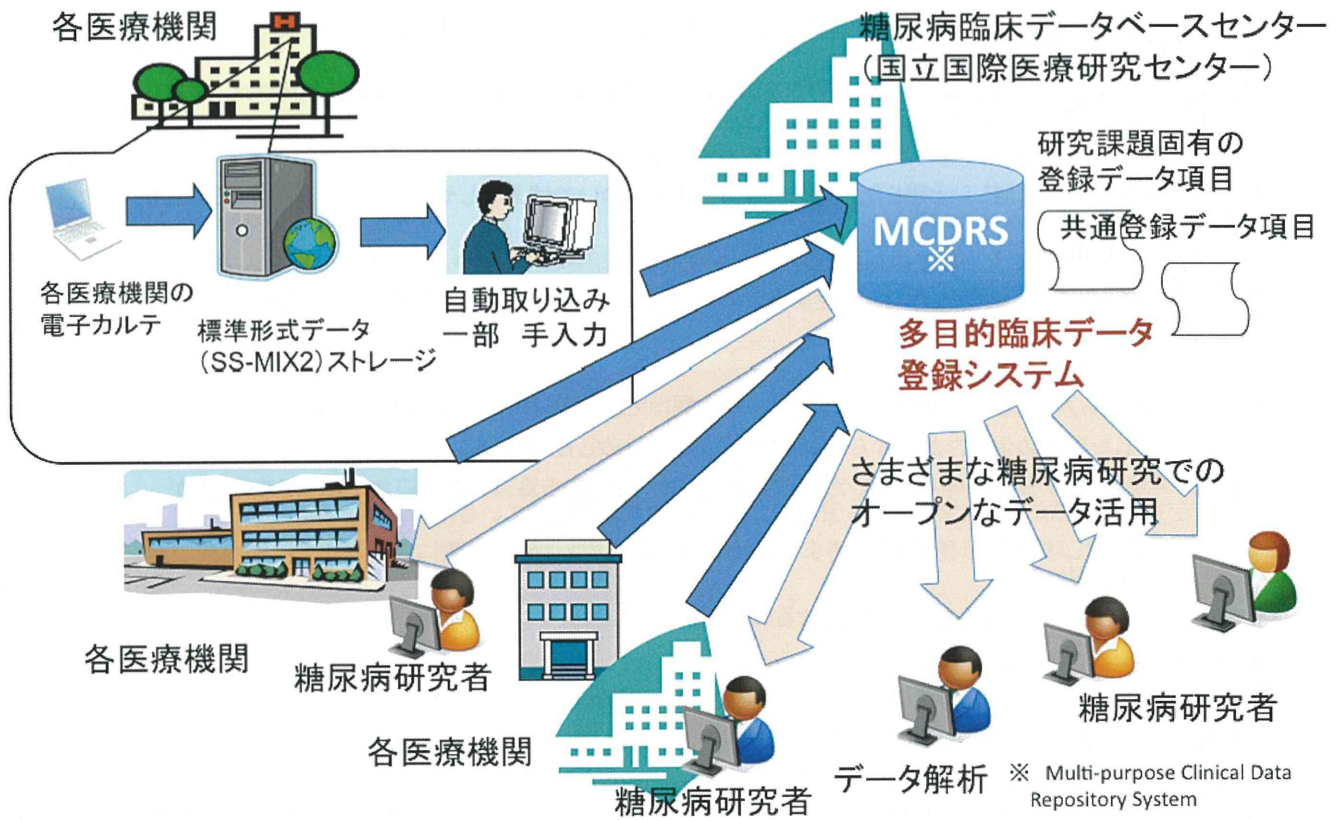 各医療機関
H
糖尿病臨床データベースセンター
(国立国際医療研究センター)
研究課題固有の
登録データ項目
共通登録データ項目
MCDRS
※
各医療機関の
電子カルテ
標準形式データ
(SS-MIX2)ストレージ
自動取り込み
一部 手入力
多目的臨床データ
登録システム
さまざまな糖尿病研究での
オープンなデータ活用
各医療機関
糖尿病研究者
各医療機関
糖尿病研究者
データ解析
糖尿病研究者
※ Multi-purpose Clinical Data
Repository System